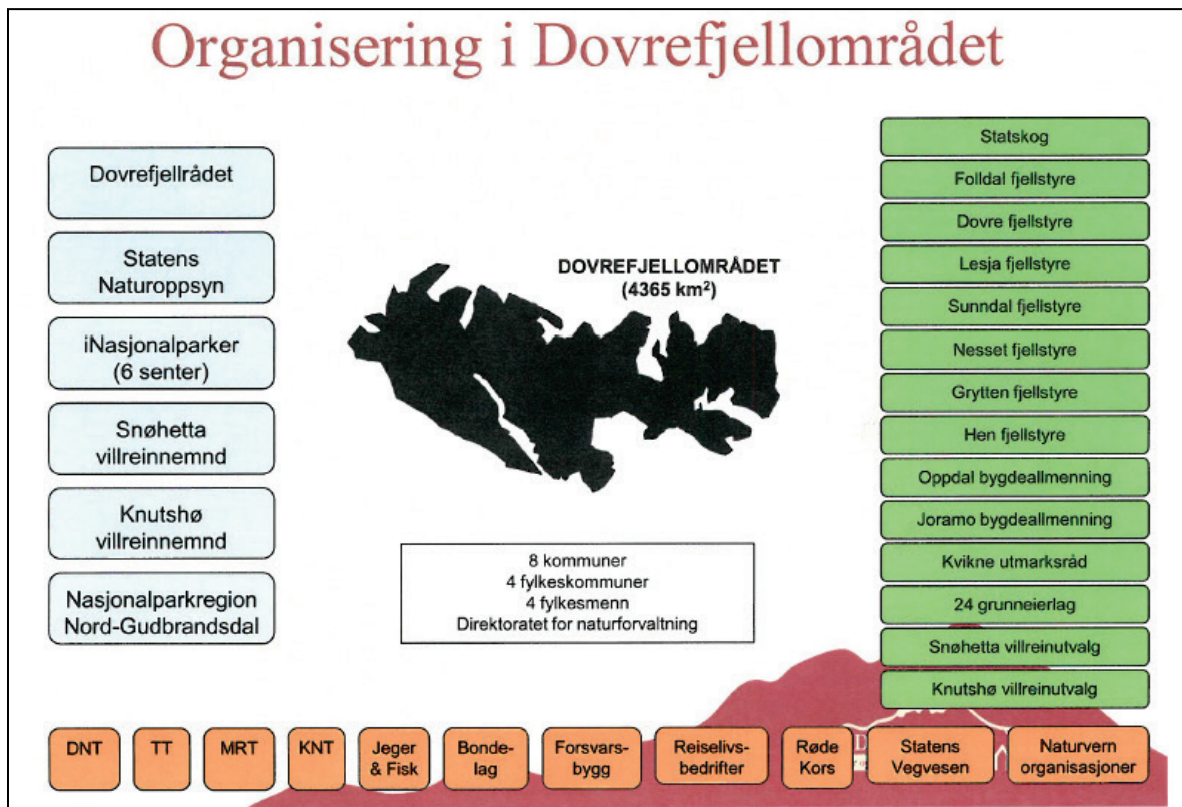 Organisering i Dovrefjellområdet
Dovrefjellrådet
Statens
Naturoppsyn
iNasjonalparker
(6 senter)
Snøhetta
villreinnemnd
Knutshø
villreinnemnd
Nasjonalparkregion
Nord-Gudbrandsdal
DOVREFJELLOMRÅDET
(4365 km²)
8 kommuner
4 fylkeskommuner
4 fylkesmenn
Direktoratet for naturforvaltning
Statskog
Folldal fjellstyre
Dovre fjellstyre
Lesja fjellstyre
Sunndal fjellstyre
Nesset fjellstyre
Grytten fjellstyre
Hen fjellstyre
Oppdal bygdeallmenning
Joramo bygdeallmenning
Kvikne utmarksråd
24 grunneierlag
Snøhetta villreinutvalg
Knutshø villreinutvalg
DNT
TT
MRT
KNT
Jeger
& Fisk
Bonde-
lag
Forsvars-
bygg
Reiselivs-
bedrifter
Røde
Kors
Statens
Vegvesen
Naturvern
organisasjoner